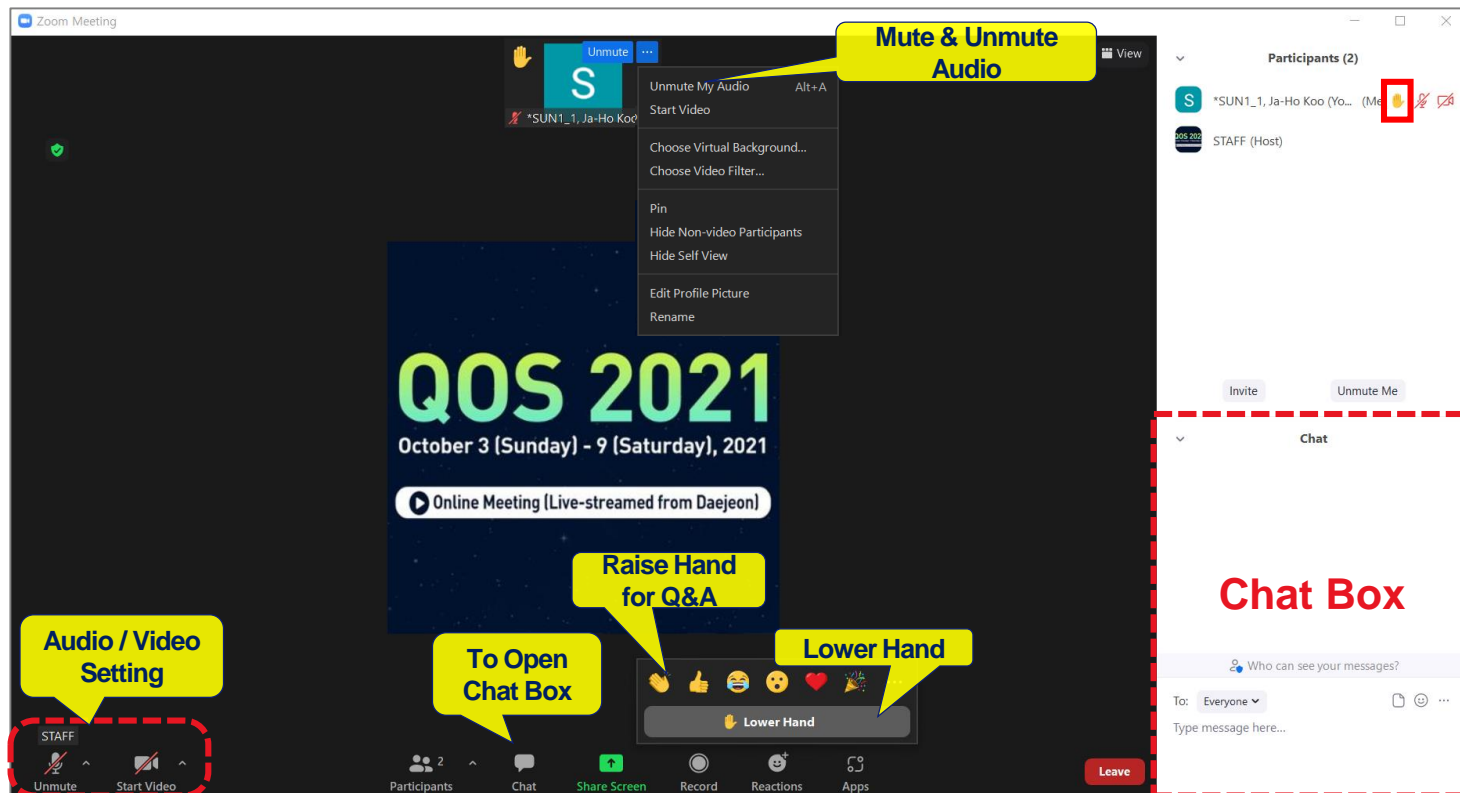 Zoom Meeting
Unmute ...
Mute & Unmute
Audio
View
S
*SUN1_1, Ja-Ho Koo
Unmute My Audio Alt+A
Start Video
Choose Virtual Background...
Choose Video Filter...
Pin
Hide Non-video Participants
Hide Self View
Edit Profile Picture
Rename
QOS 2021
October 3 (Sunday) - 9 (Saturday), 2021
Online Meeting (Live-streamed from Daejeon)
Raise Hand
for Q&A
Audio / Video
Setting
To Open
Chat Box
Lower Hand
Lower Hand
STAFF
Unmute
Start Video
Participants 2
Chat
Share Screen
Record
Reactions
Apps
Leave
Participants (2)
S *SUN1_1, Ja-Ho Koo (Yo... (Me
QOS 202 STAFF (Host)
Invite
Unmute Me
Chat
Chat Box
Who can see your messages?
To: Everyone
Type message here...